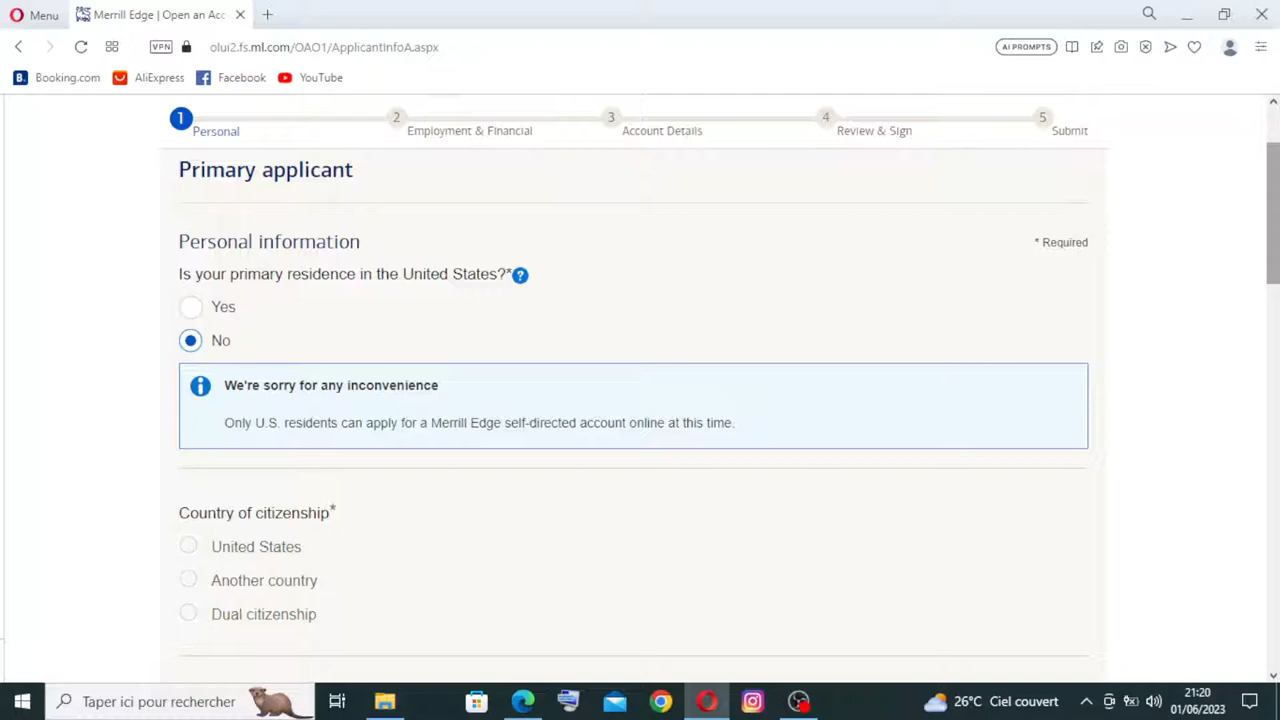 Menu
Merrill Edge | Open an Acc
VPN
olui2.fs.ml.com/OAO1/ApplicantInfoA.aspx
AI PROMPTS
B. Booking.com
AliExpress
Facebook
YouTube
1 Personal
2 Employment & Financial
3 Account Details
4 Review & Sign
5 Submit
Primary applicant
Personal information
* Required
Is your primary residence in the United States?* ?
Yes
No
We're sorry for any inconvenience
Only U.S. residents can apply for a Merrill Edge self-directed account online at this time.
Country of citizenship*
United States
Another country
Dual citizenship
Taper ici pour rechercher
26°C Ciel couvert
21:20
01/06/2023